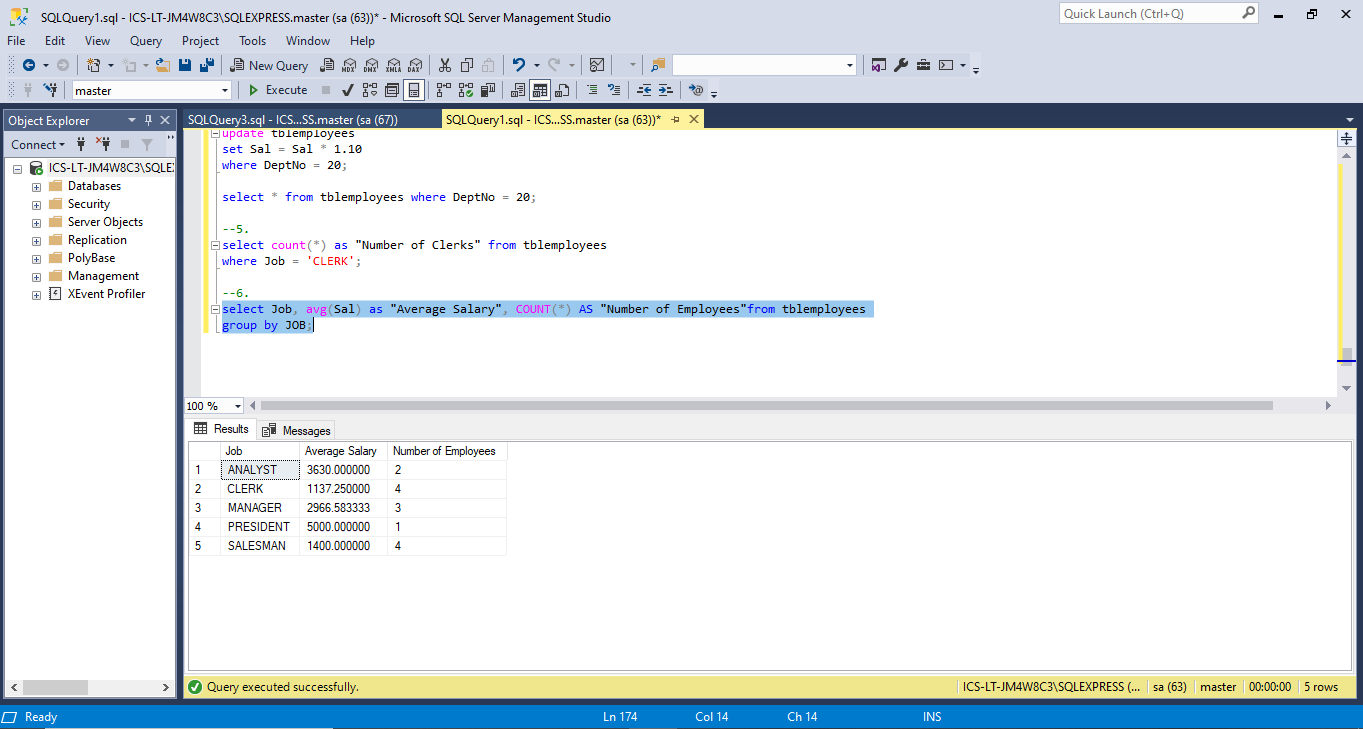 SQLQuery1.sql - ICS-LT-JM4W8C3\SQLEXPRESS.master (sa (63))* - Microsoft SQL Server Management Studio
Quick Launch (Ctrl+Q)
File Edit View Query Project Tools Window Help
New Query MDX DMX XMLA DAX
master Execute
Object Explorer
SQLQuery3.sql - ICS...SS.master (sa (67))
SQLQuery1.sql - ICS...SS.master (sa (63))*
Connect
ICS-LT-JM4W8C3\SQLE
Databases
Security
Server Objects
Replication
PolyBase
Management
XEvent Profiler
update tblemployees
set Sal = Sal * 1.10
where DeptNo = 20;
select * from tblemployees where DeptNo = 20;
--5.
select count(*) as "Number of Clerks" from tblemployees
where Job = 'CLERK';
--6.
select Job, avg(Sal) as "Average Salary", COUNT(*) AS "Number of Employees"from tblemployees
group by JOB;
100 %
Results Messages
Job Average Salary Number of Employees
1 ANALYST 3630.000000 2
2 CLERK 1137.250000 4
3 MANAGER 2966.583333 3
4 PRESIDENT 5000.000000 1
5 SALESMAN 1400.000000 4
Query executed successfully.
ICS-LT-JM4W8C3\SQLEXPRESS (... sa (63) master 00:00:00 5 rows
Ready Ln 174 Col 14 Ch 14 INS